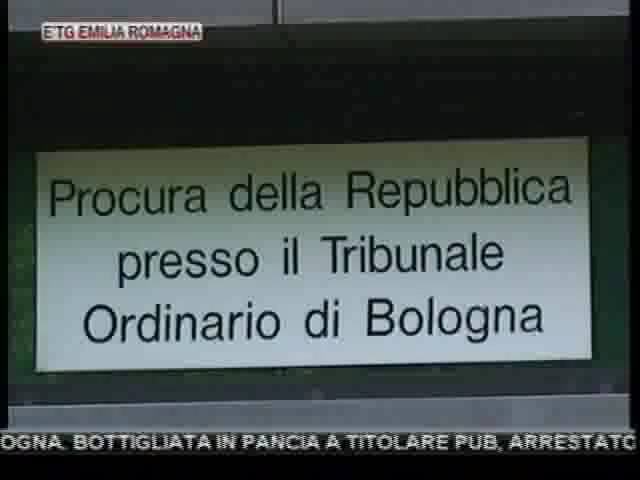 E'TG EMILIA ROMAGNA
Procura della Repubblica
presso il Tribunale
Ordinario di Bologna
OGNA. BOTTIGLIATA IN PANCIA A TITOLARE PUB, ARRESTATO